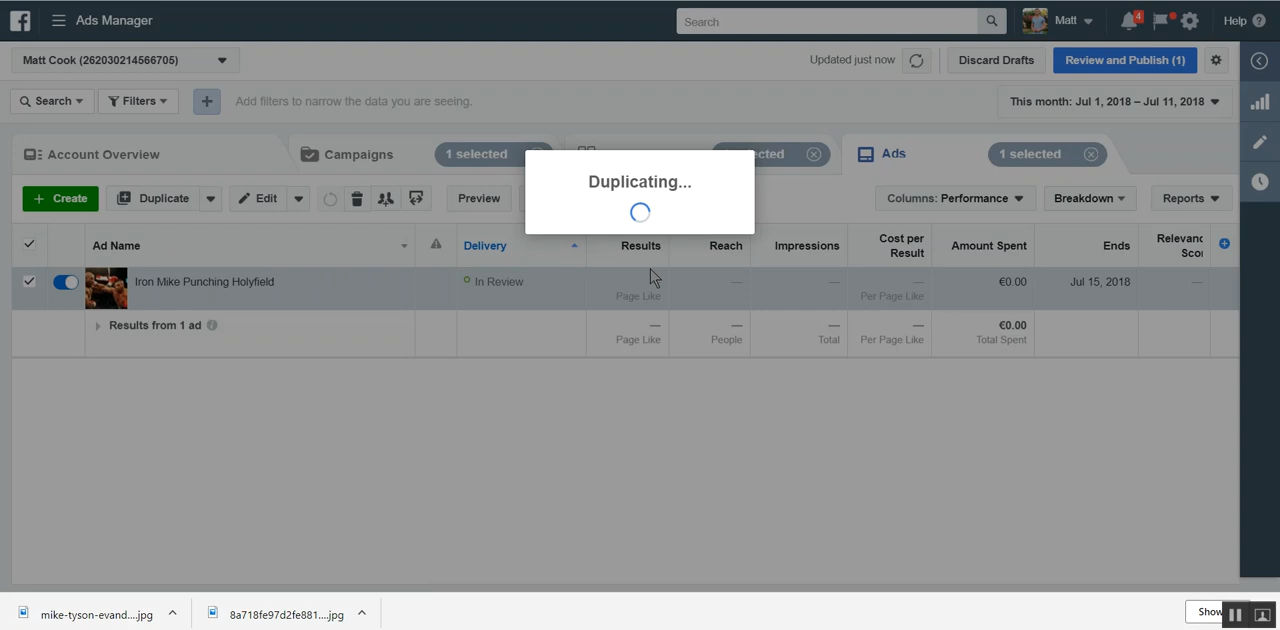 Ads Manager
Search
Matt
4
Help
Matt Cook (262030214566705)
Updated just now
Discard Drafts
Review and Publish (1)
Search
Filters
Add filters to narrow the data you are seeing.
This month: Jul 1, 2018 – Jul 11, 2018
Account Overview
Campaigns
1 selected
Ads
1 selected
Duplicating...
+ Create
Duplicate
Edit
Preview
Columns: Performance
Breakdown
Reports
Ad Name
Delivery
Results
Reach
Impressions
Cost per
Result
Amount Spent
Ends
Iron Mike Punching Holyfield
In Review
—
Page Like
—
—
—
Per Page Like
€0.00
Jul 15, 2018
—
Results from 1 ad
—
Page Like
—
People
—
Total
—
Per Page Like
€0.00
Total Spent
mike-tyson-evand....jpg
8a718fe97d2fe881....jpg